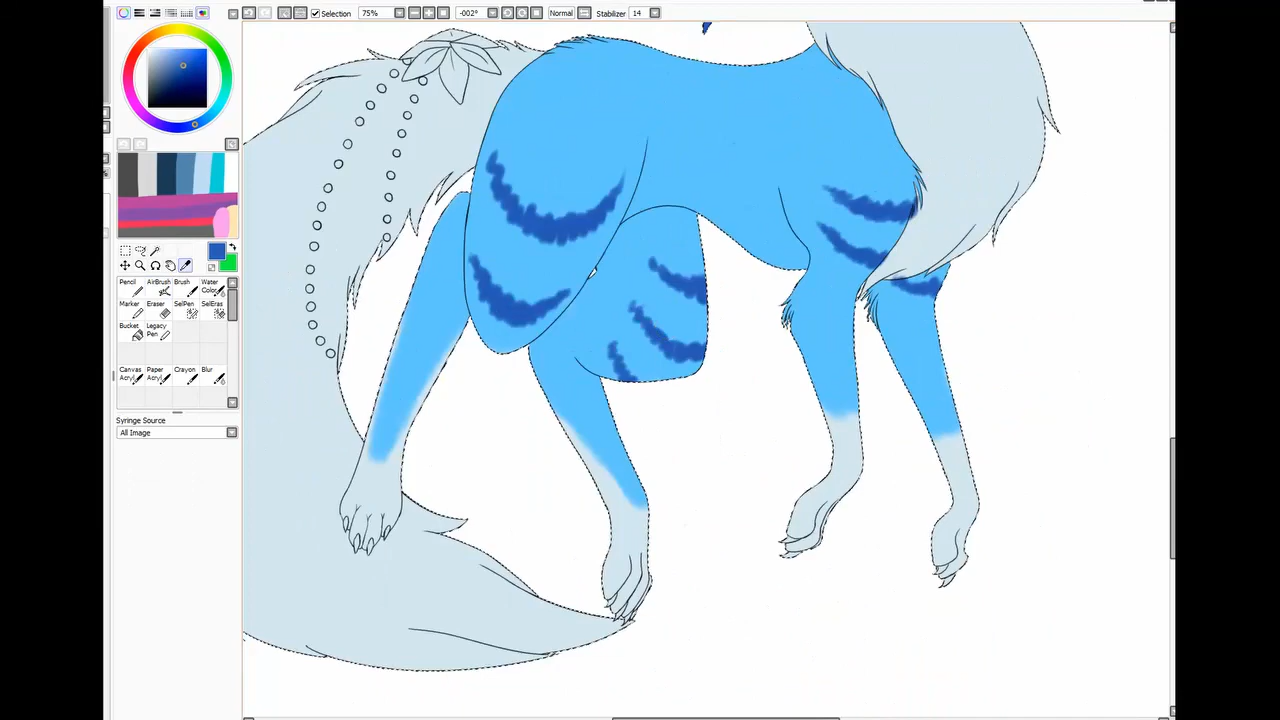 Selection 75% -002° Normal Stabilizer 14
Pencil AirBrush Brush Water
Color
Marker Eraser SelPen SelEras
Bucket Legacy
Pen
Canvas Paper Crayon Blur
Acryl Acryl
Syringe Source
All Image